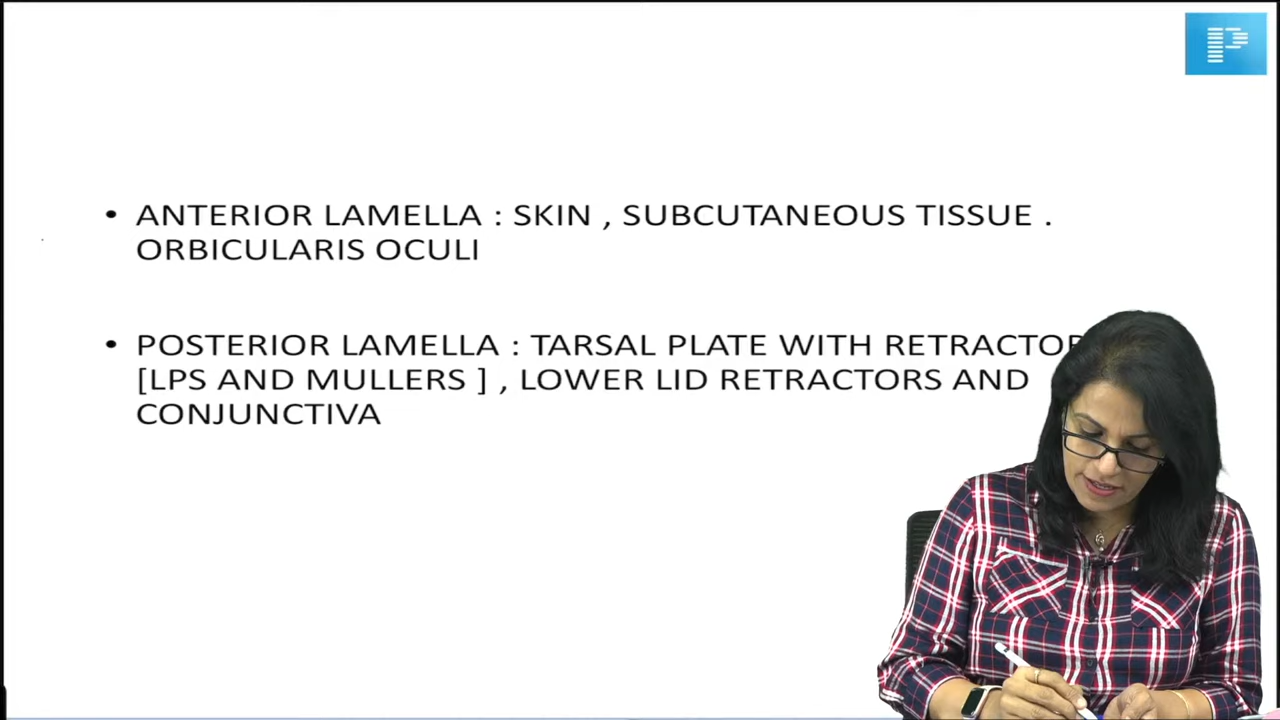 • ANTERIOR LAMELLA : SKIN , SUBCUTANEOUS TISSUE .
ORBICULARIS OCULI
• POSTERIOR LAMELLA : TARSAL PLATE WITH
[LPS AND MULLERS ] , LOWER LID RETRACTORS AND
CONJUNCTIVA
P